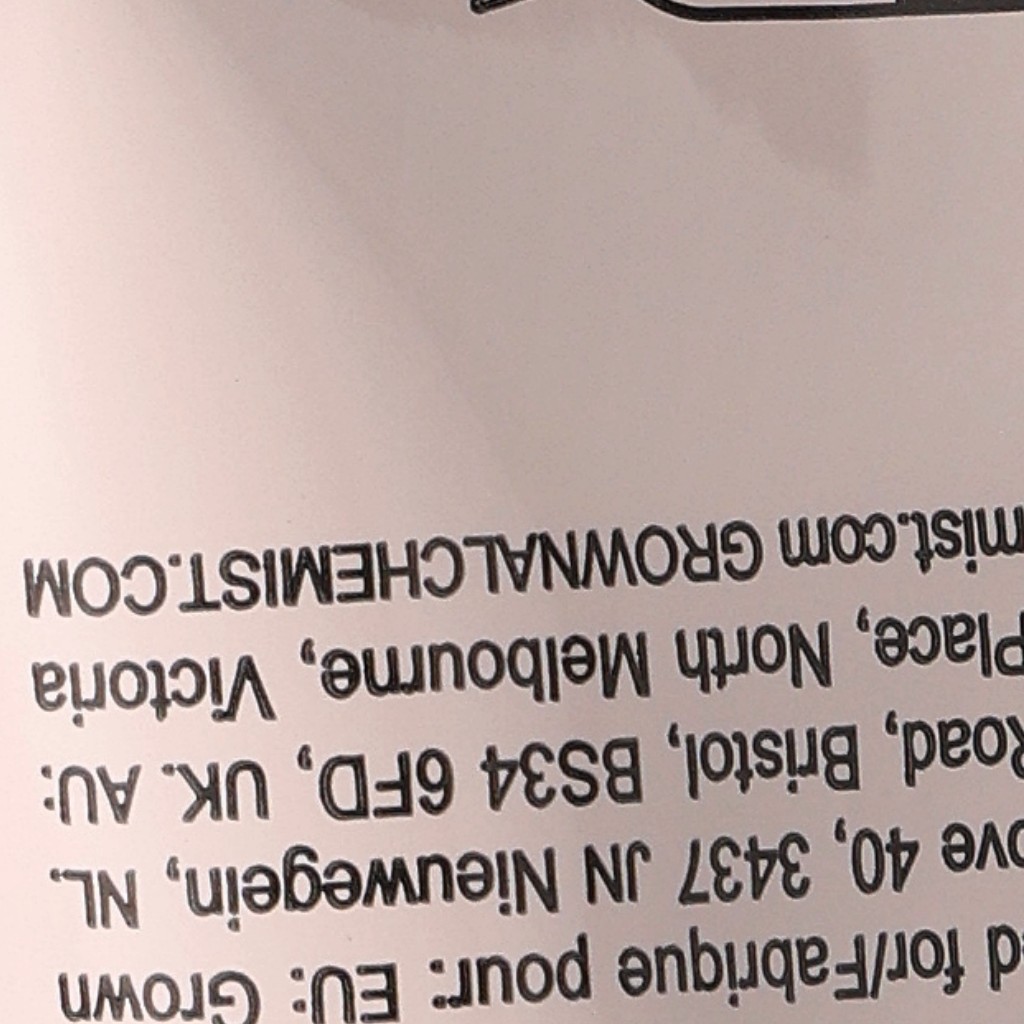 d for/Fabrique pour: EU: Grown
ove 40, 3437 JN Nieuwegein, NL.
Road, Bristol, BS34 6FD, UK. AU:
Place, North Melbourne, Victoria
mist.com GROWNALCHEMIST.COM